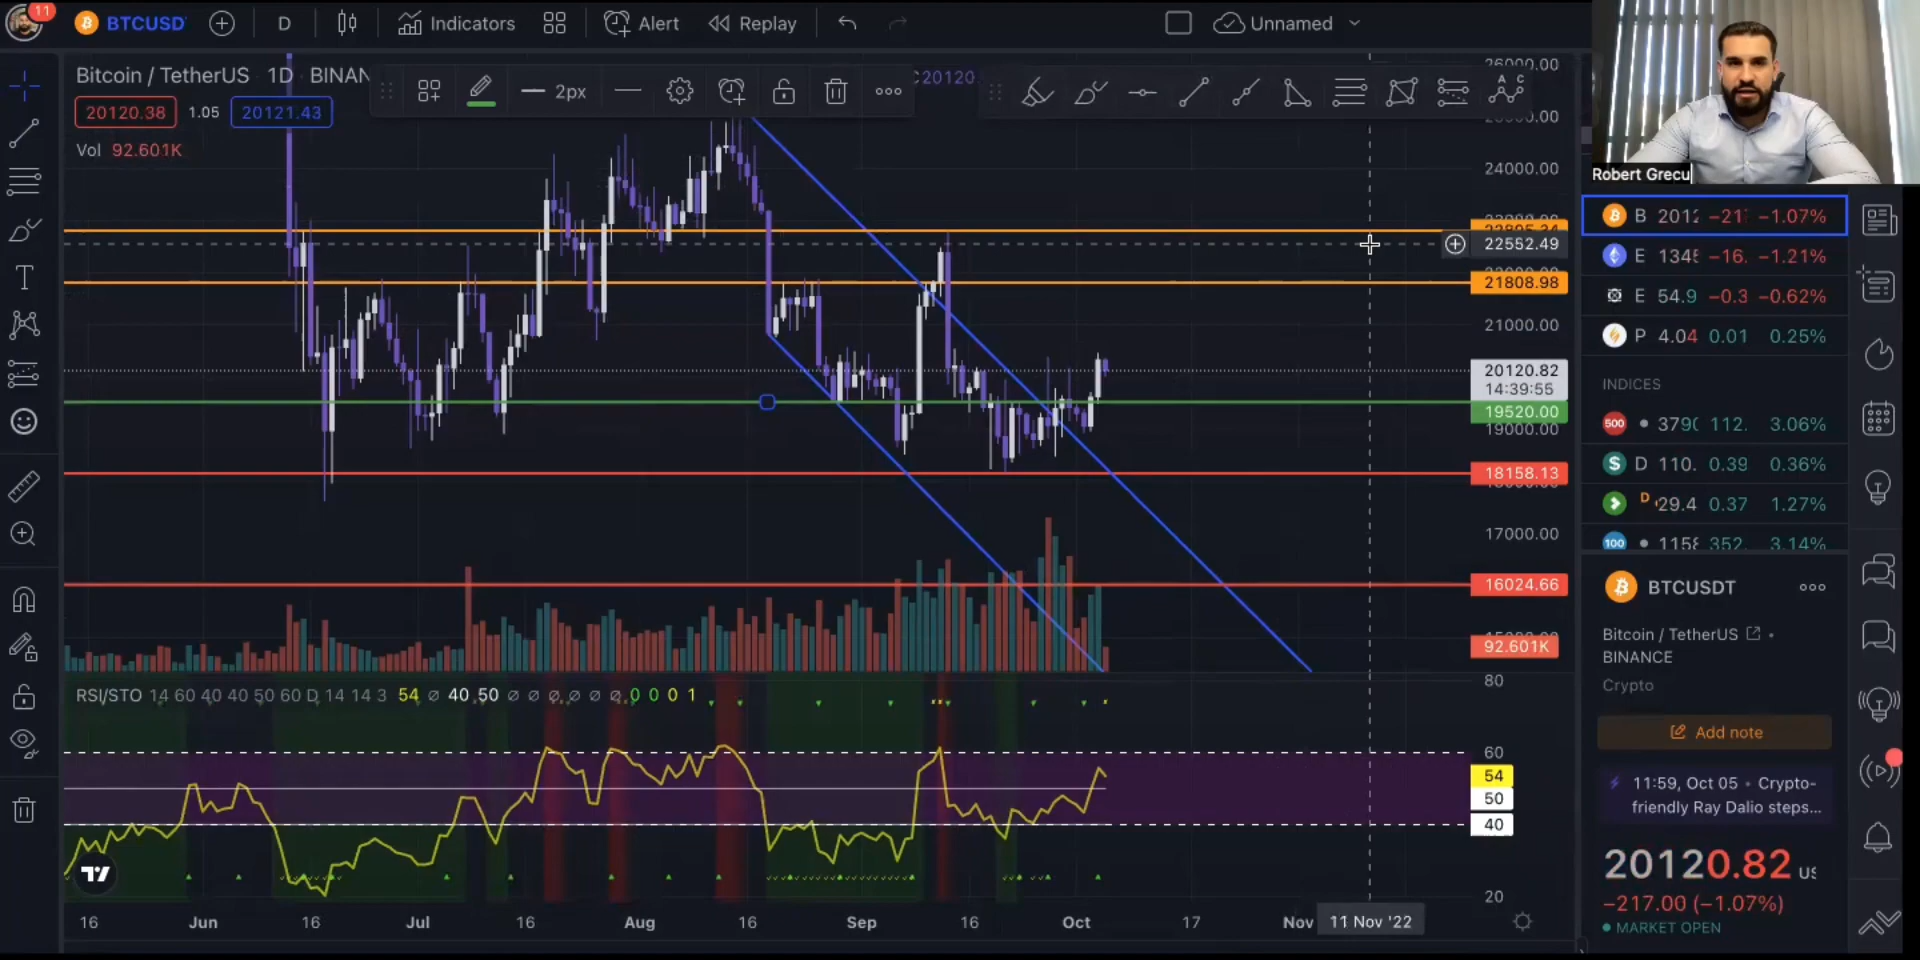 11
BTCUSD
D
Indicators
Alert
Replay
Unnamed
Bitcoin / TetherUS 1D BINAN
2px
C20120.
20120.38 1.05 20121.43
Vol 92.601K
26000.00
24000.00
22552.49
21808.98
21000.00
20120.82
14:39:55
19520.00
19000.00
18158.13
17000.00
16024.66
92.601K
RSI/STO 14 60 40 40 50 60 D 14 14 3 54 ∅ 40 50 ∅ ∅ ∅ ∅ ∅ ∅ 0 0 0 1
80
60
54
50
40
20
16 Jun 16 Jul 16 Aug 16 Sep 16 Oct 17 Nov 11 Nov '22
Robert Grecu
B 2012 −21 −1.07%
E 1345 −16. −1.21%
E 54.9 −0.3 −0.62%
P 4.04 0.01 0.25%
INDICES
500 3790 112. 3.06%
S D 110. 0.39 0.36%
D 29.4 0.37 1.27%
100 1158 352. 3.14%
BTCUSDT
Bitcoin / TetherUS
BINANCE
Crypto
Add note
11:59, Oct 05 • Crypto-
friendly Ray Dalio steps...
20120.82 US
−217.00 (−1.07%)
MARKET OPEN